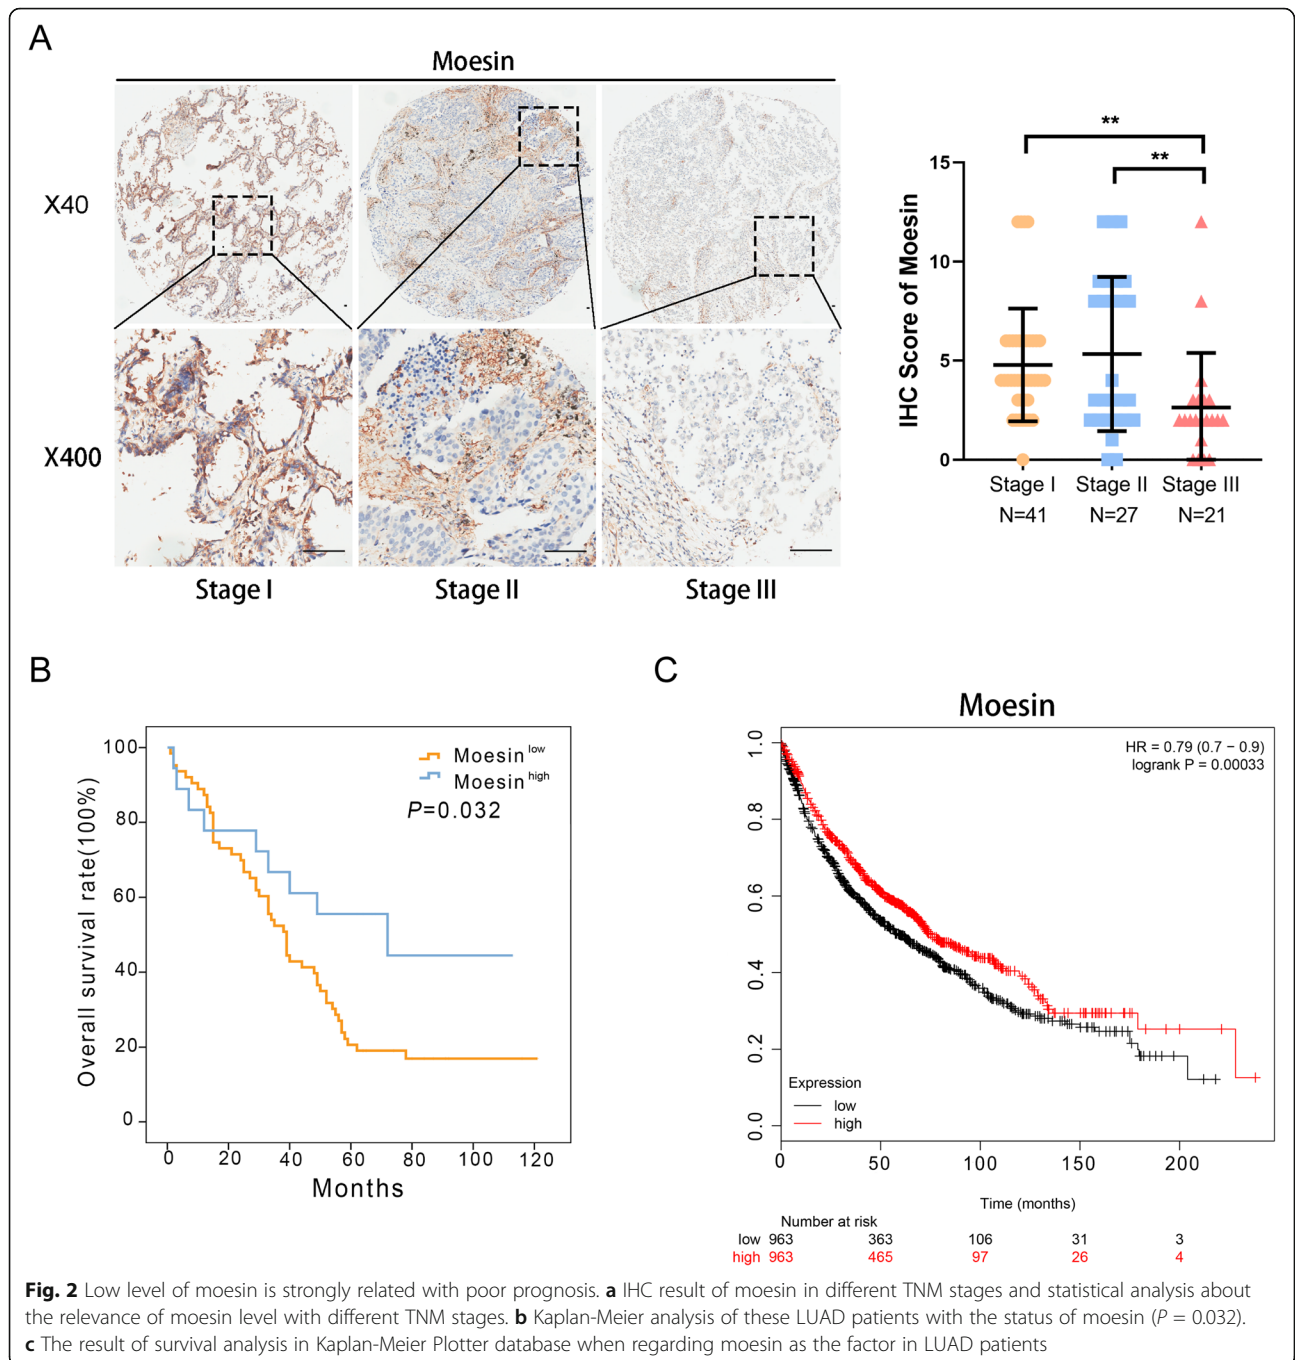 A
Moesin
X40
X400
Stage I
Stage II
Stage III
**
**
IHC Score of Moesin
15
10
5
0
Stage I
Stage II
Stage III
N=41
N=27
N=21
B
Overall survival rate(100%)
100
80
60
40
20
0
Moesin low
Moesin high
P=0.032
0 20 40 60 80 100 120
Months
C
Moesin
HR = 0.79 (0.7 − 0.9)
logrank P = 0.00033
1.0
0.8
0.6
0.4
0.2
0.0
Expression
low
high
0 50 100 150 200
Time (months)
Number at risk
low 963 363 106 31 3
high 963 465 97 26 4
Fig. 2 Low level of moesin is strongly related with poor prognosis. a IHC result of moesin in different TNM stages and statistical analysis about
the relevance of moesin level with different TNM stages. b Kaplan-Meier analysis of these LUAD patients with the status of moesin (P = 0.032).
c The result of survival analysis in Kaplan-Meier Plotter database when regarding moesin as the factor in LUAD patients